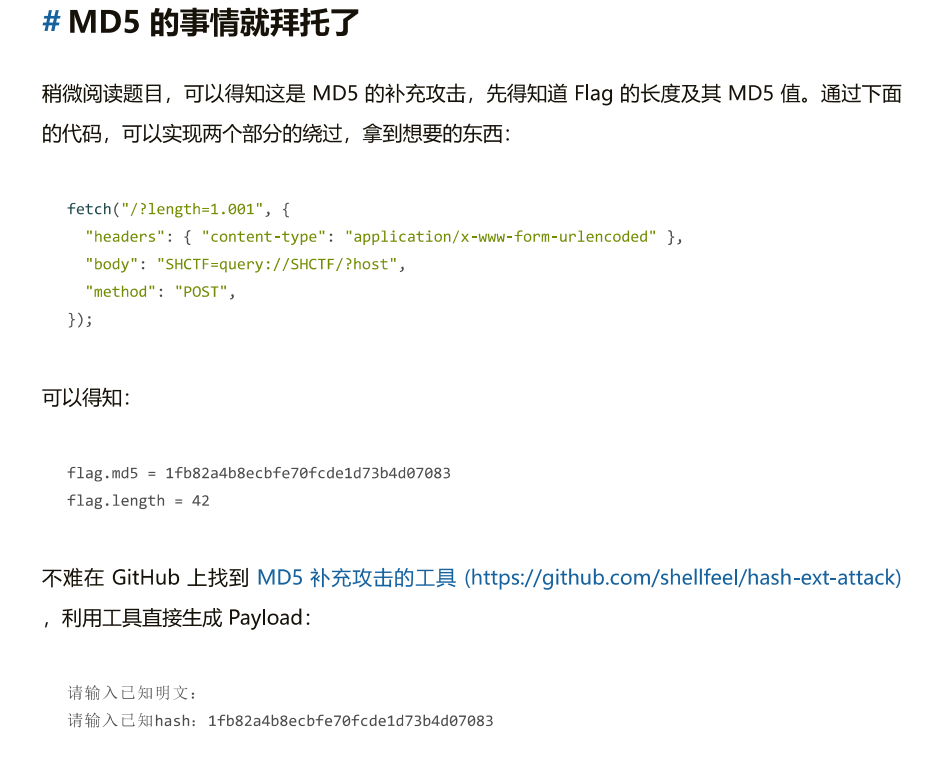 # MD5 的事情就拜托了
稍微阅读题目，可以得知这是 MD5 的补充攻击，先得知道 Flag 的长度及其 MD5 值。通过下面
的代码，可以实现两个部分的绕过，拿到想要的东西：
fetch("/?length=1.001", {
"headers": { "content-type": "application/x-www-form-urlencoded" },
"body": "SHCTF=query://SHCTF/?host",
"method": "POST",
});
可以得知：
flag.md5 = 1fb82a4b8ecbfe70fcde1d73b4d07083
flag.length = 42
不难在 GitHub 上找到 MD5 补充攻击的工具 (https://github.com/shellfeel/hash-ext-attack)
，利用工具直接生成 Payload：
请输入已知明文：
请输入已知hash：1fb82a4b8ecbfe70fcde1d73b4d07083